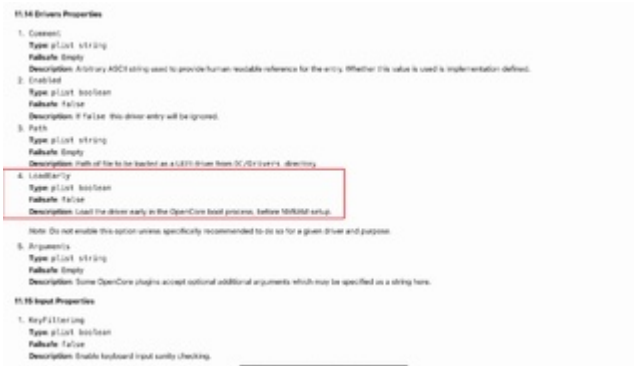 11.14 Drivers Properties
1. Comment
Type: plist string
Failsafe: Empty
Description: Arbitrary ASCII string used to provide human readable reference for the entry. Whether this value is used is implementation defined.
2. Enabled
Type: plist boolean
Failsafe: false
Description: If false this driver entry will be ignored.
3. Path
Type: plist string
Failsafe: Empty
Description: Path of file to be loaded as a UEFI driver from OC/Drivers directory.
4. LoadEarly
Type: plist boolean
Failsafe: false
Description: Load the driver early in the OpenCore boot process, before NVRAM setup.
Note: Do not enable this option unless specifically recommended to do so for a given driver and purpose.
5. Arguments
Type: plist string
Failsafe: Empty
Description: Some OpenCore plugins accept optional additional arguments which may be specified as a string here.
11.15 Input Properties
1. KeyFiltering
Type: plist boolean
Failsafe: false
Description: Enable keyboard input sanity checking.